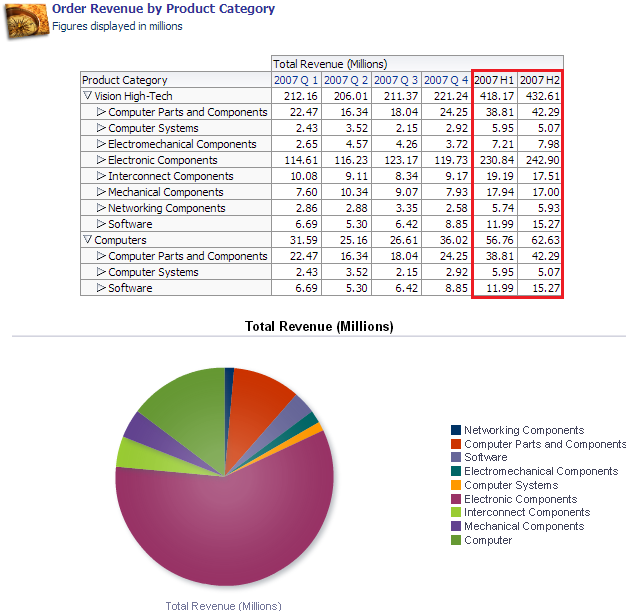 Order Revenue by Product Category
Figures displayed in millions
Total Revenue (Millions)
Product Category 2007 Q 1 2007 Q 2 2007 Q 3 2007 Q 4 2007 H1 2007 H2
Vision High-Tech 212.16 206.01 211.37 221.24 418.17 432.61
Computer Parts and Components 22.47 16.34 18.04 24.25 38.81 42.29
Computer Systems 2.43 3.52 2.15 2.92 5.95 5.07
Electromechanical Components 2.65 4.57 4.26 3.72 7.21 7.98
Electronic Components 114.61 116.23 123.17 119.73 230.84 242.90
Interconnect Components 10.08 9.11 8.34 9.17 19.19 17.51
Mechanical Components 7.60 10.34 9.07 7.93 17.94 17.00
Networking Components 2.86 2.88 3.35 2.58 5.74 5.93
Software 6.69 5.30 6.42 8.85 11.99 15.27
Computers 31.59 25.16 26.61 36.02 56.76 62.63
Computer Parts and Components 22.47 16.34 18.04 24.25 38.81 42.29
Computer Systems 2.43 3.52 2.15 2.92 5.95 5.07
Software 6.69 5.30 6.42 8.85 11.99 15.27
Total Revenue (Millions)
Networking Components
Computer Parts and Components
Software
Electromechanical Components
Computer Systems
Electronic Components
Interconnect Components
Mechanical Components
Computer
Total Revenue (Millions)